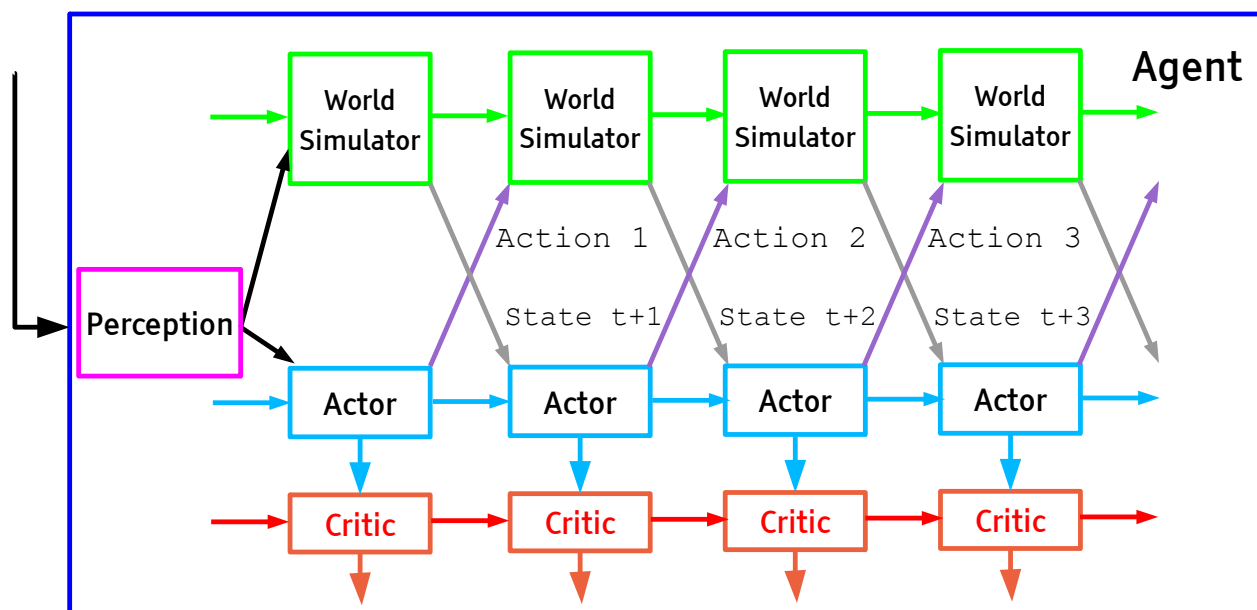 Agent
World
Simulator
World
Simulator
World
Simulator
World
Simulator
Action 1
Action 2
Action 3
Perception
State t+1
State t+2
State t+3
Actor
Actor
Actor
Actor
Critic
Critic
Critic
Critic